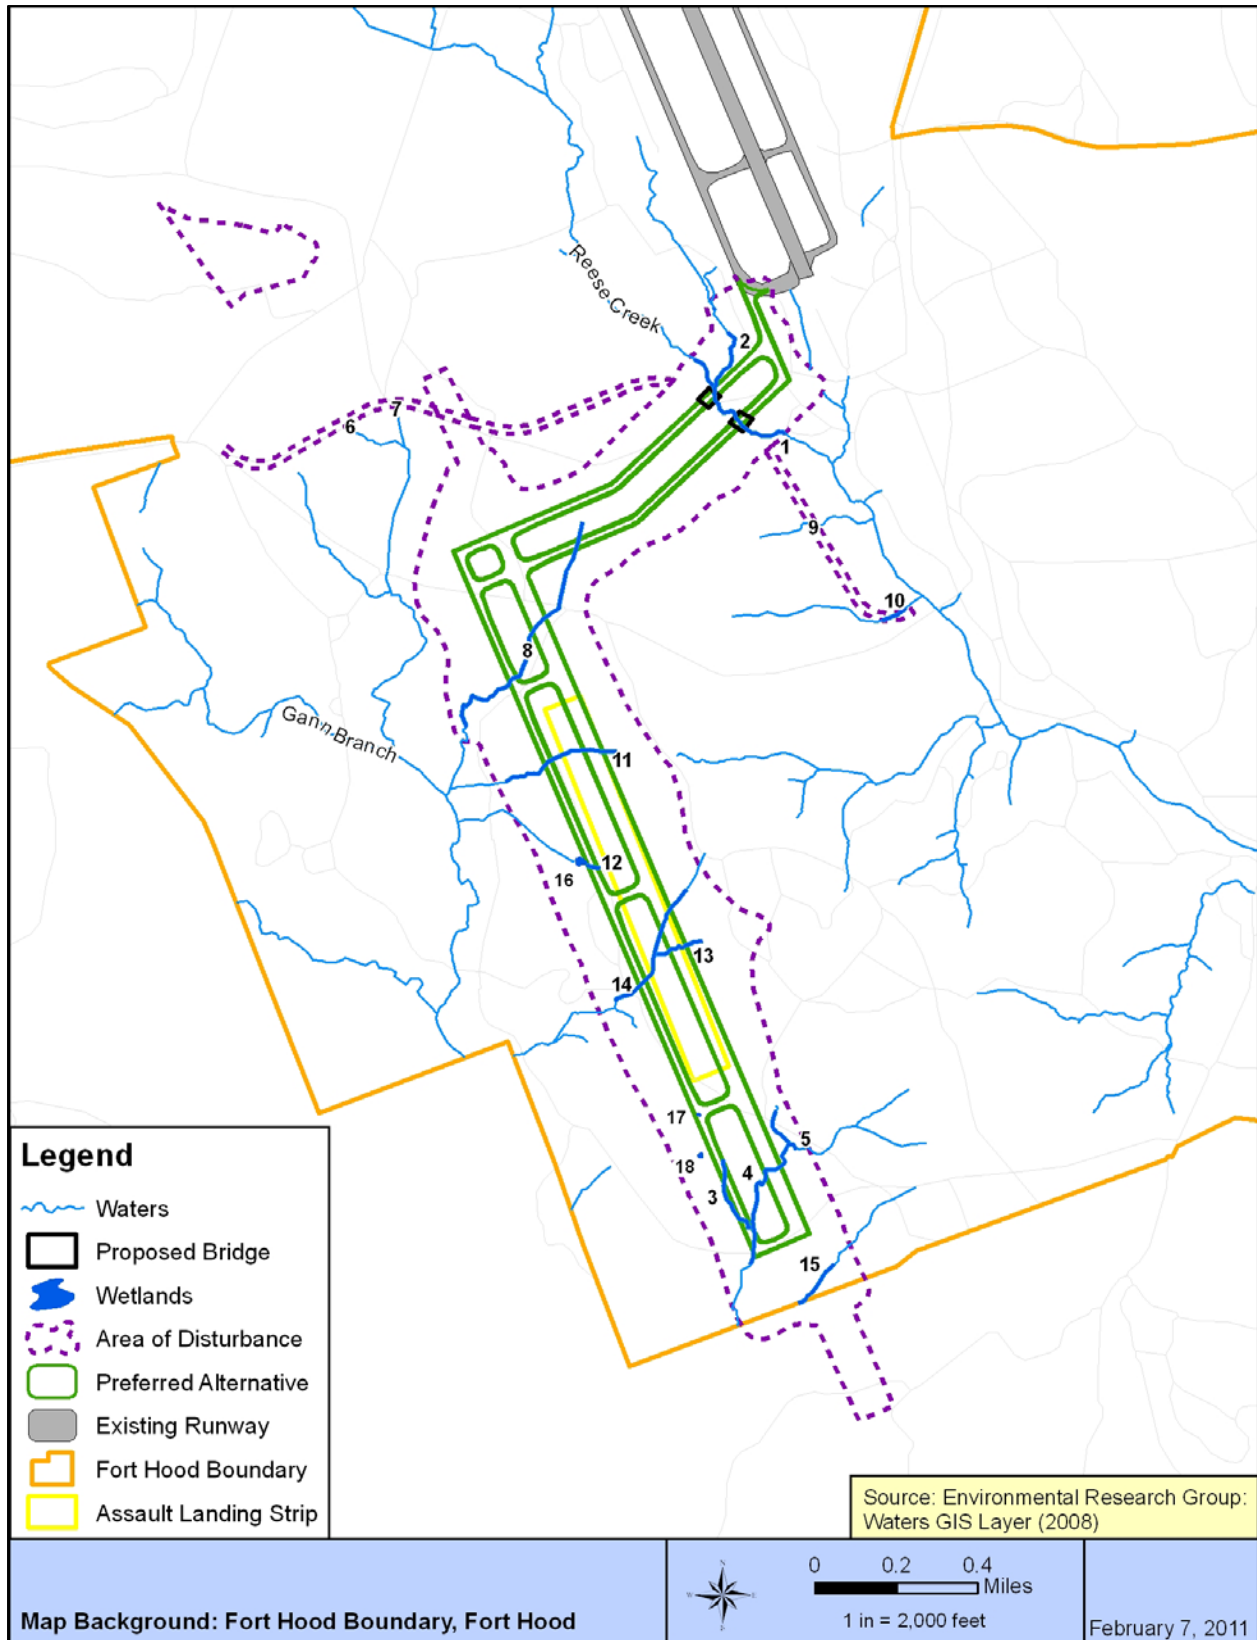 2
Reese Creek
7
6
1
9
10
8
Gann Branch
11
12
16
13
14
17
5
18
4
3
15
Legend
Waters
Proposed Bridge
Wetlands
Area of Disturbance
Preferred Alternative
Existing Runway
Fort Hood Boundary
Assault Landing Strip
Source: Environmental Research Group:
Waters GIS Layer (2008)
Map Background: Fort Hood Boundary, Fort Hood
N
W E
S
0 0.2 0.4
Miles
1 in = 2,000 feet
February 7, 2011